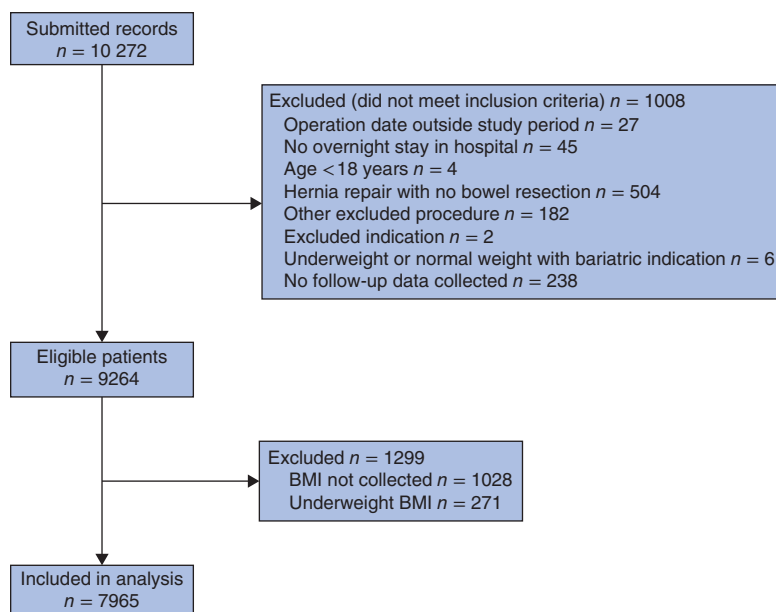 Submitted records
n = 10 272
Excluded (did not meet inclusion criteria) n = 1008
Operation date outside study period n = 27
No overnight stay in hospital n = 45
Age <18 years n = 4
Hernia repair with no bowel resection n = 504
Other excluded procedure n = 182
Excluded indication n = 2
Underweight or normal weight with bariatric indication n = 6
No follow-up data collected n = 238
Eligible patients
n = 9264
Excluded n = 1299
BMI not collected n = 1028
Underweight BMI n = 271
Included in analysis
n = 7965